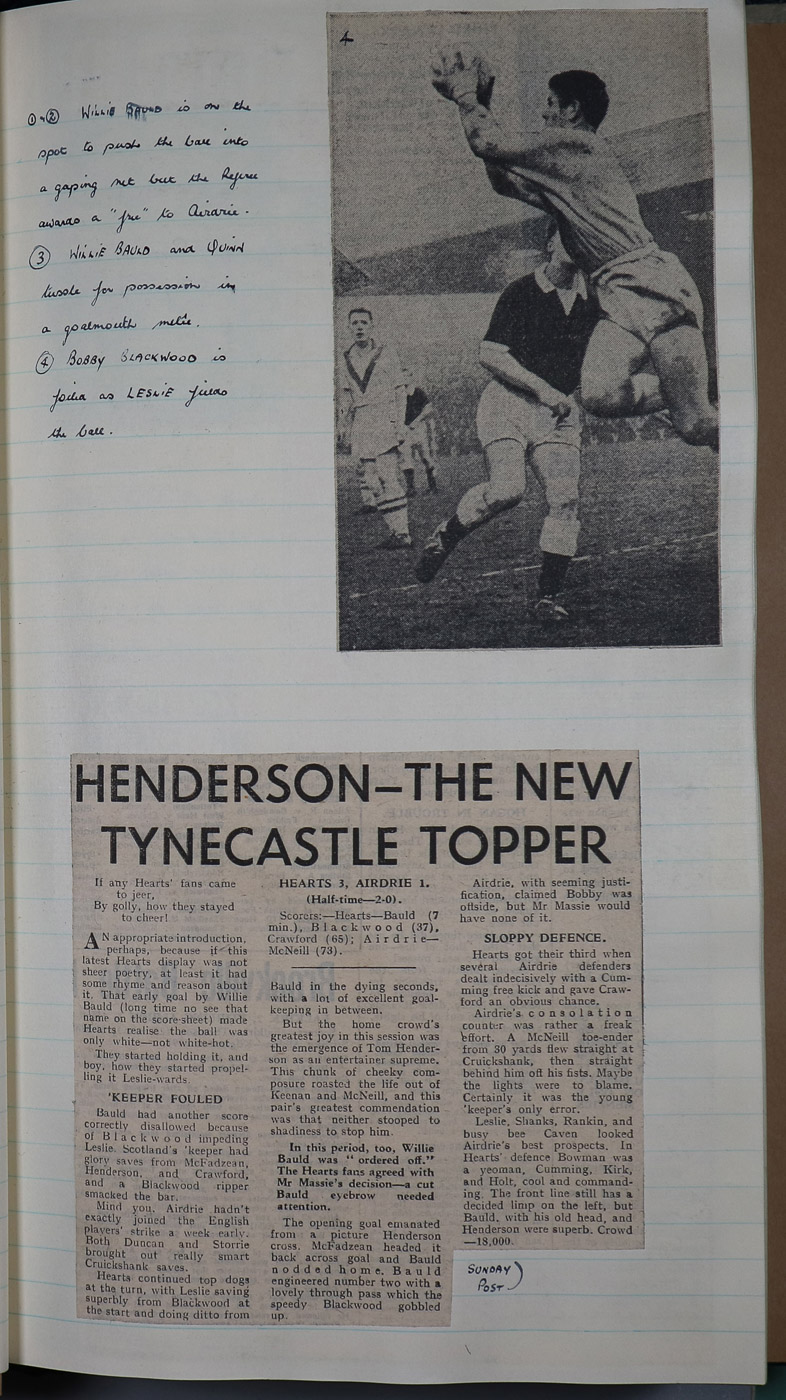 ①&② WILLIE BAULD is on the
spot to push the ball into
a gaping net but the Referee
awards a "free" to Airdrie.
③ WILLIE BAULD and QUINN
tussle for possession in
a goalmouth melie.
④ BOBBY BLACKWOOD is
foiled as LESLIE fields
the ball.
4
HENDERSON—THE NEW
TYNECASTLE TOPPER
If any Hearts' fans came
to jeer,
By golly, how they stayed
to cheer!
AN appropriate introduction,
perhaps, because if this
latest Hearts display was not
sheer poetry, at least it had
some rhyme and reason about
it. That early goal by Willie
Bauld (long time no see that
name on the score-sheet) made
Hearts realise the ball was
only white—not white-hot.
They started holding it, and
boy, how they started propel-
ling it Leslie-wards.
'KEEPER FOULED
Bauld had another score
correctly disallowed because
of Blackwood impeding
Leslie. Scotland's 'keeper had
glory saves from McFadzean,
Henderson, and Crawford,
and a Blackwood ripper
smacked the bar.
Mind you, Airdrie hadn't
exactly joined the English
players' strike a week early.
Both Duncan and Storrie
brought out really smart
Cruickshank saves.
Hearts continued top dogs
at the turn, with Leslie saving
superbly from Blackwood at
the start and doing ditto from
HEARTS 3, AIRDRIE 1.
(Half-time—2-0).
Scorers:—Hearts—Bauld (7
min.), Blackwood (37),
Crawford (65); Airdrie—
McNeill (73).
Bauld in the dying seconds,
with a lot of excellent goal-
keeping in between.
But the home crowd's
greatest joy in this session was
the emergence of Tom Hender-
son as an entertainer supreme.
This chunk of cheeky com-
posure roasted the life out of
Keenan and McNeill, and this
pair's greatest commendation
was that neither stooped to
shadiness to stop him.
In this period, too, Willie
Bauld was "ordered off."
The Hearts fans agreed with
Mr Massie's decision—a cut
Bauld eyebrow needed
attention.
The opening goal emanated
from a picture Henderson
cross. McFadzean headed it
back across goal and Bauld
nodded home. Bauld
engineered number two with a
lovely through pass which the
speedy Blackwood gobbled
up.
Airdrie, with seeming justi-
fication, claimed Bobby was
offside, but Mr Massie would
have none of it.
SLOPPY DEFENCE.
Hearts got their third when
several Airdrie defenders
dealt indecisively with a Cum-
ming free kick and gave Craw-
ford an obvious chance.
Airdrie's consolation
counter was rather a freak
effort. A McNeill toe-ender
from 30 yards flew straight at
Cruickshank, then straight
behind him off his fists. Maybe
the lights were to blame.
Certainly it was the young
'keeper's only error.
Leslie, Shanks, Rankin, and
busy bee Caven looked
Airdrie's best prospects. In
Hearts' defence Bowman was
a yeoman, Cumming, Kirk,
and Holt, cool and command-
ing. The front line still has a
decided limp on the left, but
Bauld, with his old head, and
Henderson were superb. Crowd
—18,000.
SUNDAY
POST